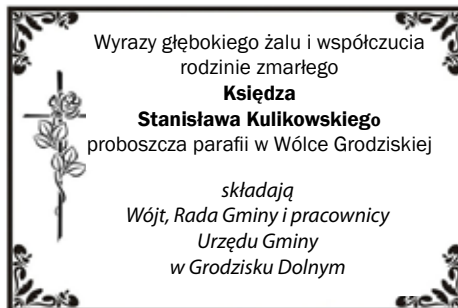 Wyrazy głębokiego żalu i współczucia
rodzinie zmarłego
Księdza
Stanisława Kulikowskiego
proboszcza parafii w Wólce Grodziskiej
składają
Wójt, Rada Gminy i pracownicy
Urzędu Gminy
w Grodzisku Dolnym